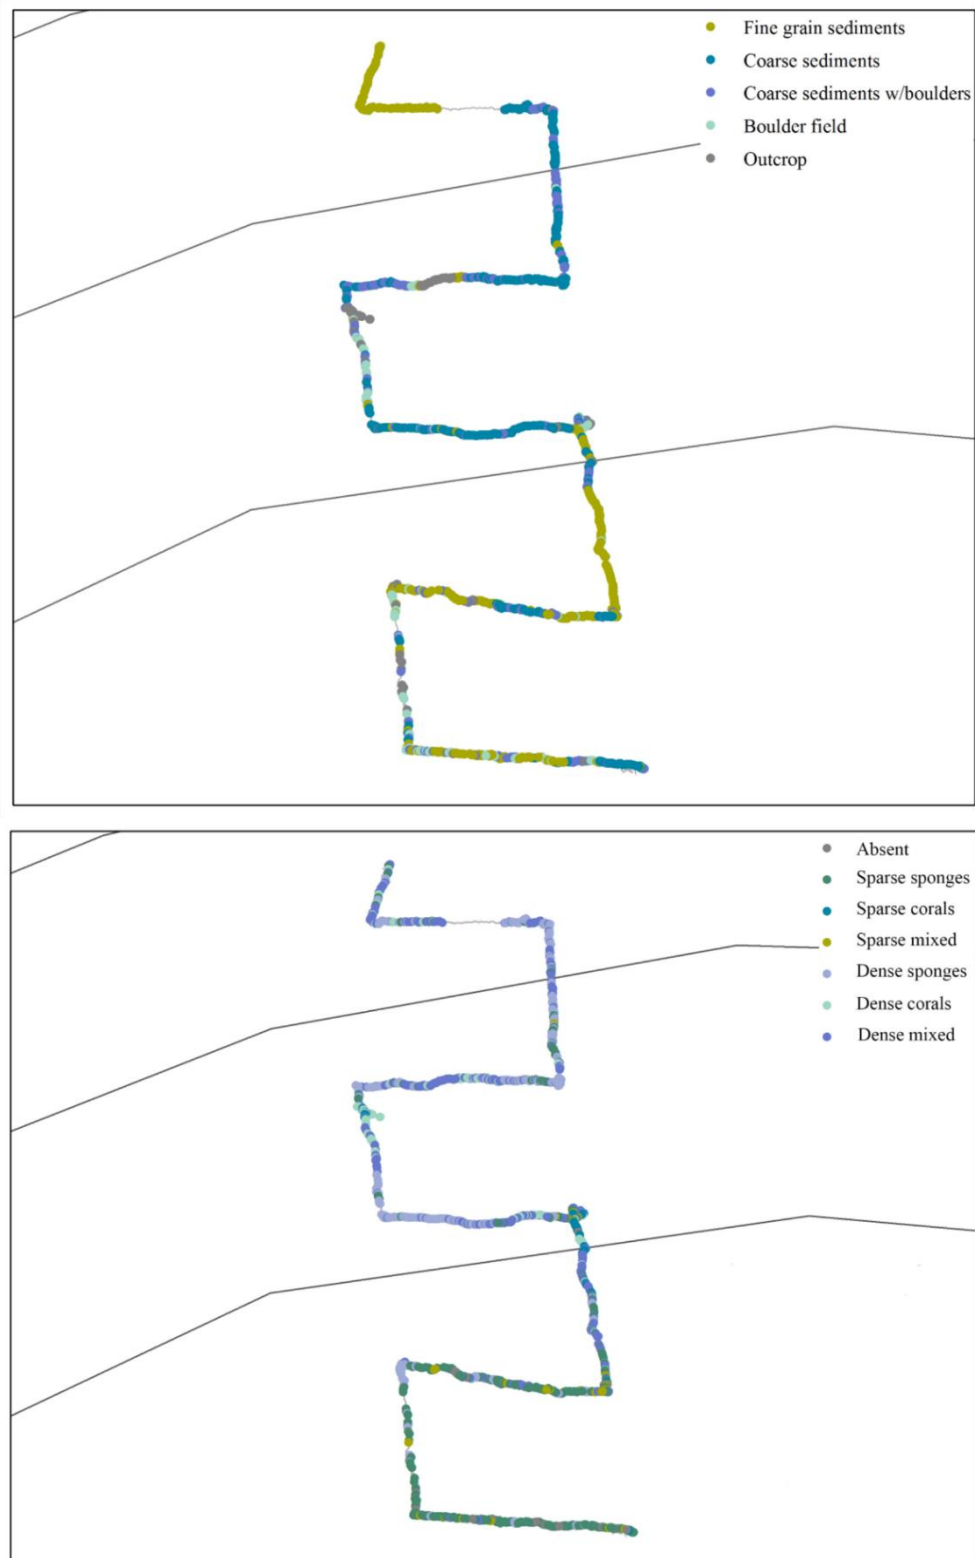 Fine grain sediments
Coarse sediments
Coarse sediments w/boulders
Boulder field
Outcrop
Absent
Sparse sponges
Sparse corals
Sparse mixed
Dense sponges
Dense corals
Dense mixed